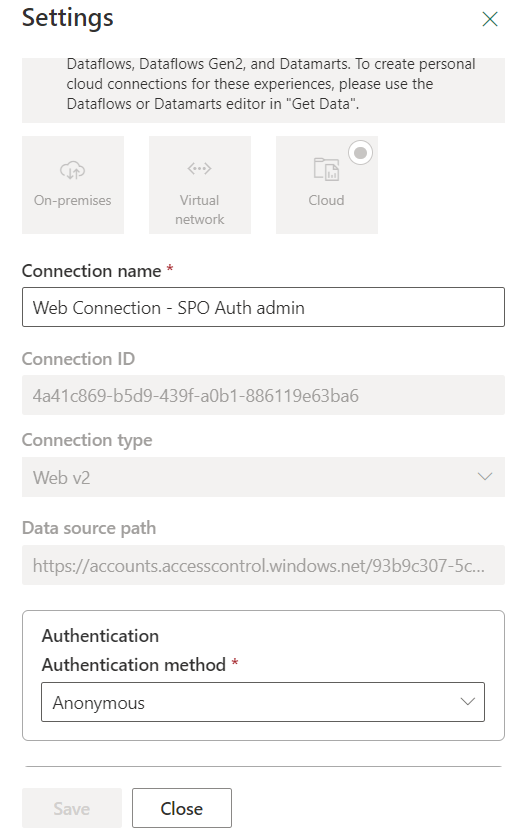 Settings
Dataflows, Dataflows Gen2, and Datamarts. To create personal
cloud connections for these experiences, please use the
Dataflows or Datamarts editor in "Get Data".
On-premises
Virtual
network
Cloud
Connection name *
Web Connection - SPO Auth admin
Connection ID
4a41c869-b5d9-439f-a0b1-886119e63ba6
Connection type
Web v2
Data source path
https://accounts.accesscontrol.windows.net/93b9c307-5c...
Authentication
Authentication method *
Anonymous
Save
Close